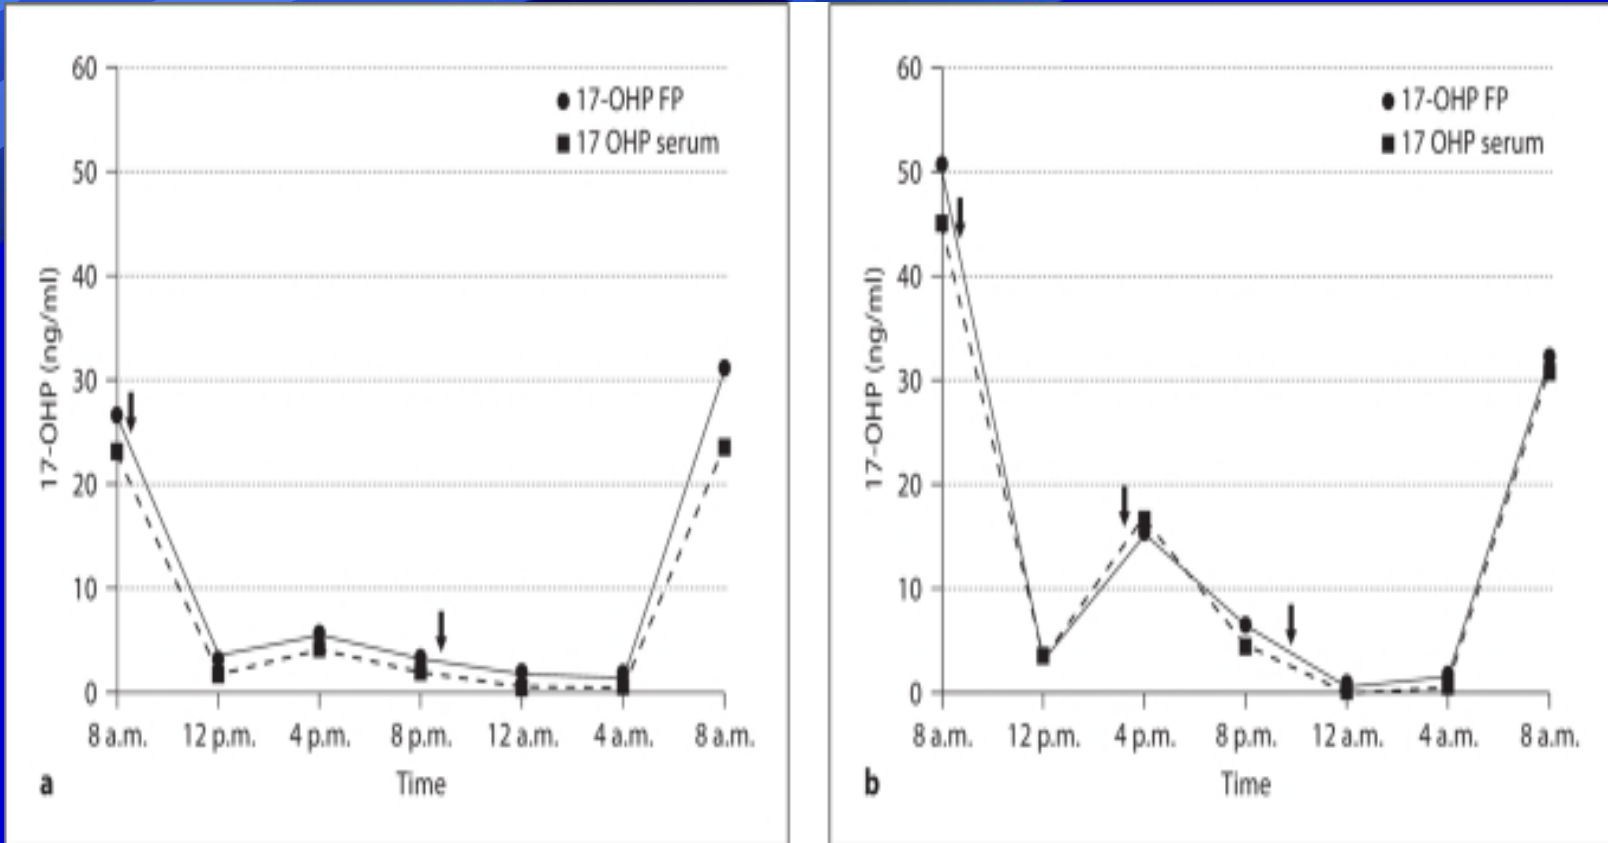 60
17-OHP FP
17 OHP serum
50
40
30
20
10
0
17-OHP (ng/ml)
8 a.m. 12 p.m. 4 p.m. 8 p.m. 12 a.m. 4 a.m. 8 a.m.
Time
a
60
17-OHP FP
17 OHP serum
50
40
30
20
10
0
17-OHP (ng/ml)
8 a.m. 12 p.m. 4 p.m. 8 p.m. 12 a.m. 4 a.m. 8 a.m.
Time
b